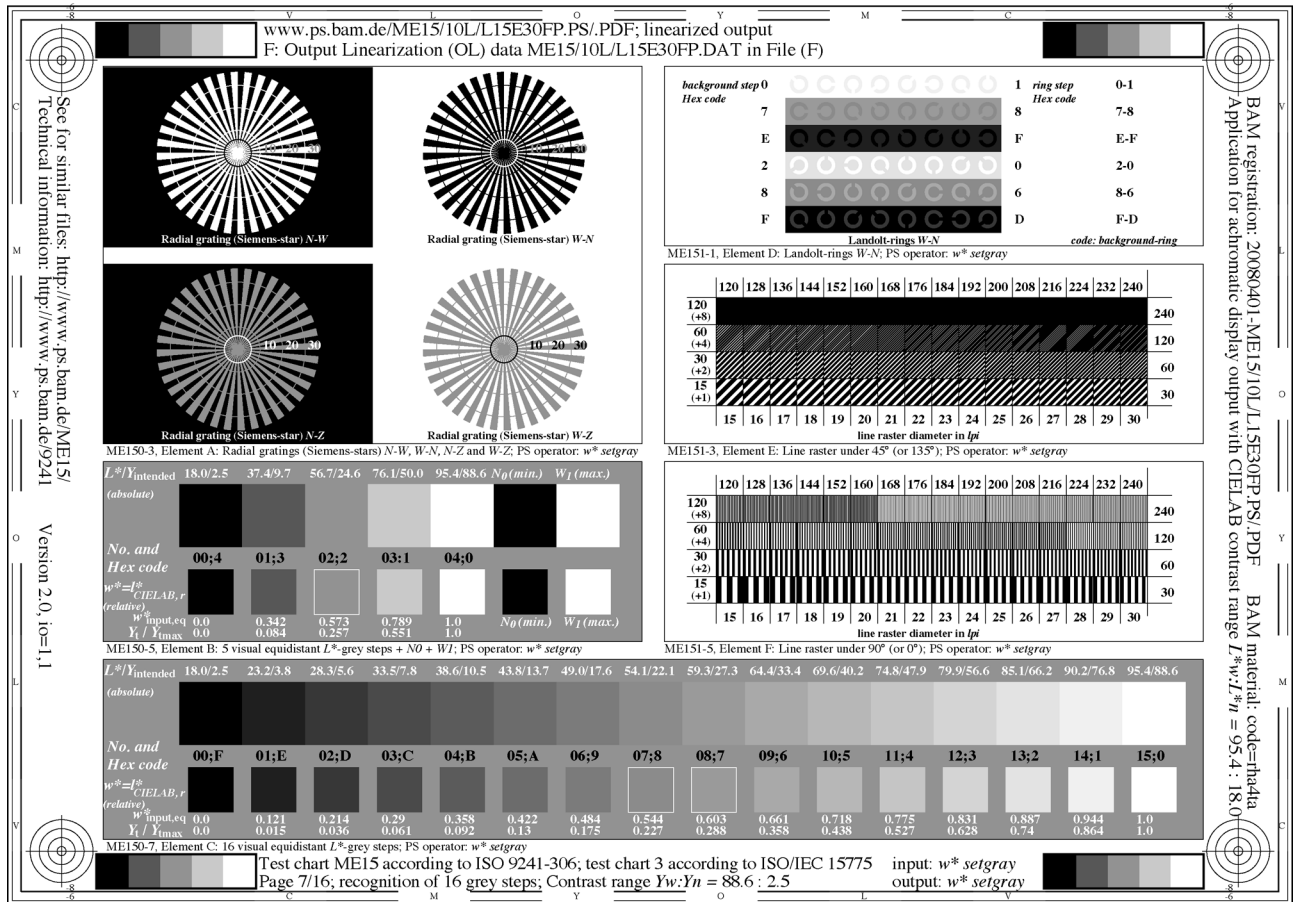 V L O Y M C
-6 -8
-6 -8
www.ps.bam.de/ME15/10L/L15E30FP.PS/.PDF; linearized output
F: Output Linearization (OL) data ME15/10L/L15E30FP.DAT in File (F)
See for similar files: http://www.ps.bam.de/ME15/
Technical information: http://www.ps.bam.de/9241
Version 2.0, io=1,1
C
M
Y
O
L
V
10 20 30
Radial grating (Siemens-star) N-W
10 20 30
Radial grating (Siemens-star) W-N
10 20 30
Radial grating (Siemens-star) N-Z
10 20 30
Radial grating (Siemens-star) W-Z
ME150-3, Element A: Radial gratings (Siemens-stars) N-W, W-N, N-Z and W-Z; PS operator: w* setgray
background step 0 1 ring step 0-1
Hex code Hex code
7 8 7-8
E F E-F
2 0 2-0
8 6 8-6
F D F-D
Landolt-rings W-N
code: background-ring
ME151-1, Element D: Landolt-rings W-N; PS operator: w* setgray
120 128 136 144 152 160 168 176 184 192 200 208 216 224 232 240
120 (+8) 240
60 (+4) 120
30 (+2) 60
15 (+1) 30
15 16 17 18 19 20 21 22 23 24 25 26 27 28 29 30
line raster diameter in lpi
ME151-3, Element E: Line raster under 45° (or 135°); PS operator: w* setgray
120 128 136 144 152 160 168 176 184 192 200 208 216 224 232 240
120 (+8) 240
60 (+4) 120
30 (+2) 60
15 (+1) 30
15 16 17 18 19 20 21 22 23 24 25 26 27 28 29 30
line raster diameter in lpi
ME151-5, Element F: Line raster under 90° (or 0°); PS operator: w* setgray
L*/Yintended 18.0/2.5 37.4/9.7 56.7/24.6 76.1/50.0 95.4/88.6 N0 (min.) W1 (max.)
(absolute)
No. and
Hex code 00;4 01;3 02;2 03:1 04;0
w*=l*CIELAB, r
(relative)
N0 (min.) W1 (max.)
w*input,eq 0.0 0.342 0.573 0.789 1.0
Yt / Ytmax 0.0 0.084 0.257 0.551 1.0
ME150-5, Element B: 5 visual equidistant L*-grey steps + N0 + W1; PS operator: w* setgray
L*/Yintended 18.0/2.5 23.2/3.8 28.3/5.6 33.5/7.8 38.6/10.5 43.8/13.7 49.0/17.6 54.1/22.1 59.3/27.3 64.4/33.4 69.6/40.2 74.8/47.9 79.9/56.6 85.1/66.2 90.2/76.8 95.4/88.6
(absolute)
No. and
Hex code 00;F 01;E 02;D 03;C 04;B 05;A 06;9 07;8 08;7 09;6 10;5 11;4 12;3 13;2 14;1 15;0
w*=l*CIELAB, r
(relative)
w*input,eq 0.0 0.121 0.214 0.29 0.358 0.422 0.484 0.544 0.603 0.661 0.718 0.775 0.831 0.887 0.944 1.0
Yt / Ytmax 0.0 0.015 0.036 0.061 0.092 0.13 0.175 0.227 0.288 0.358 0.438 0.527 0.628 0.74 0.864 1.0
ME150-7, Element C: 16 visual equidistant L*-grey steps; PS operator: w* setgray
BAM registration: 20080401-ME15/10L/L15E30FP.PS/.PDF BAM material: code=rha4ta
Application for achromatic display output with CIELAB contrast range L*w:L*n = 95.4 : 18.0
V
L
O
Y
M
C
Test chart ME15 according to ISO 9241-306; test chart 3 according to ISO/IEC 15775 input: w* setgray
Page 7/16; recognition of 16 grey steps; Contrast range Yw:Yn = 88.6 : 2.5 output: w* setgray
-6 -8
-6 -8
C M Y O L V